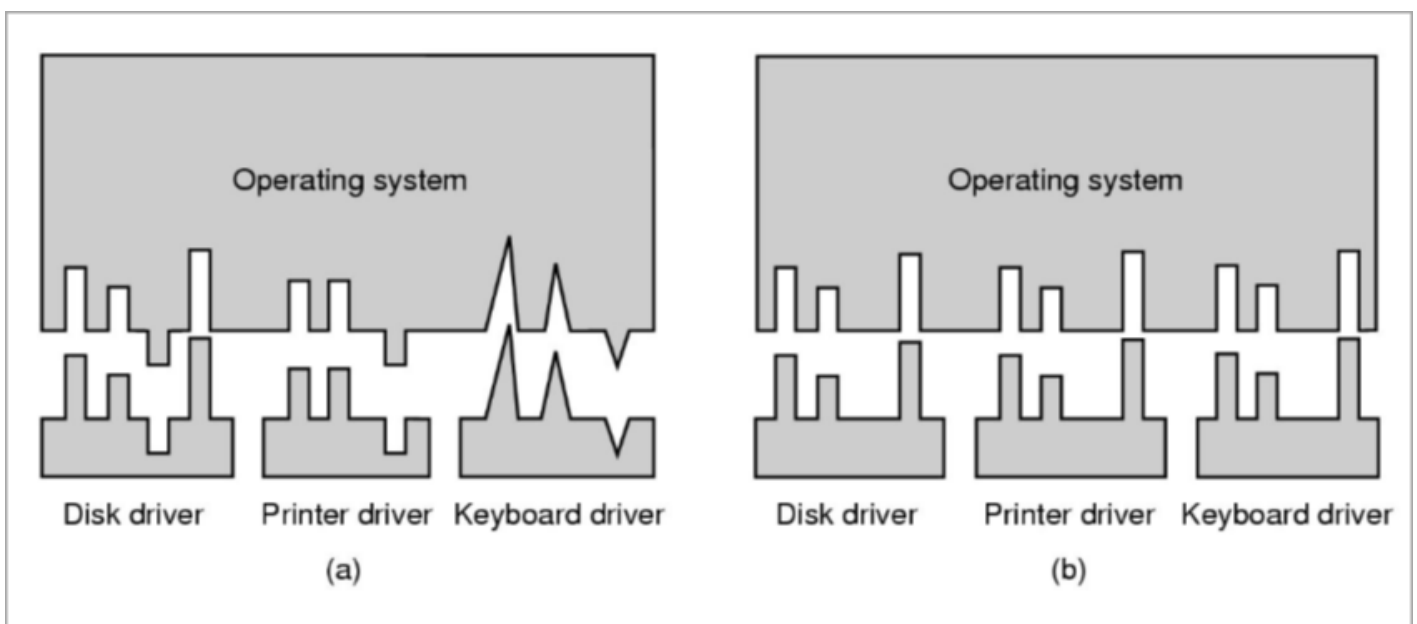 Operating system
Disk driver
Printer driver
Keyboard driver
(a)
Operating system
Disk driver
Printer driver
Keyboard driver
(b)